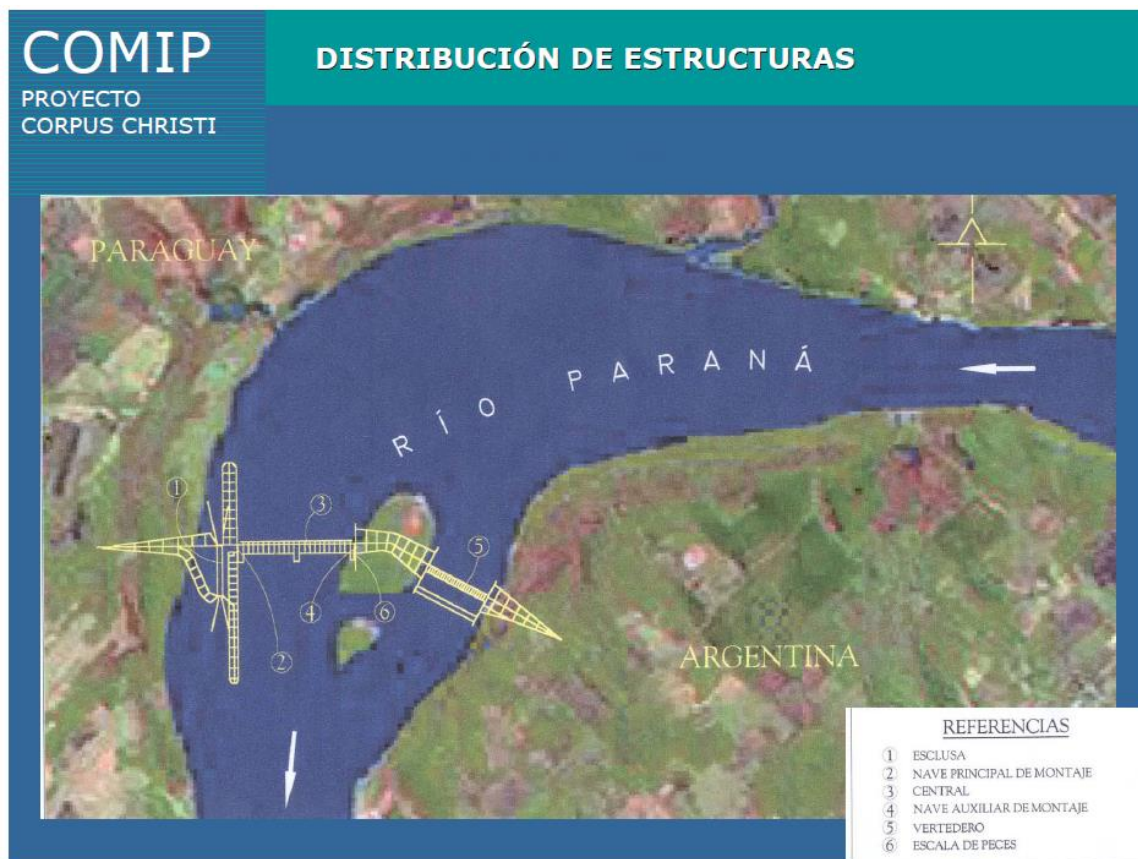 COMIP
PROYECTO
CORPUS CHRISTI
DISTRIBUCIÓN DE ESTRUCTURAS
PARAGUAY
RÍO PARANÁ
1
3
5
4
6
2
ARGENTINA
REFERENCIAS
1 ESCLUSA
2 NAVE PRINCIPAL DE MONTAJE
3 CENTRAL
4 NAVE AUXILIAR DE MONTAJE
5 VERTEDERO
6 ESCALA DE PECES